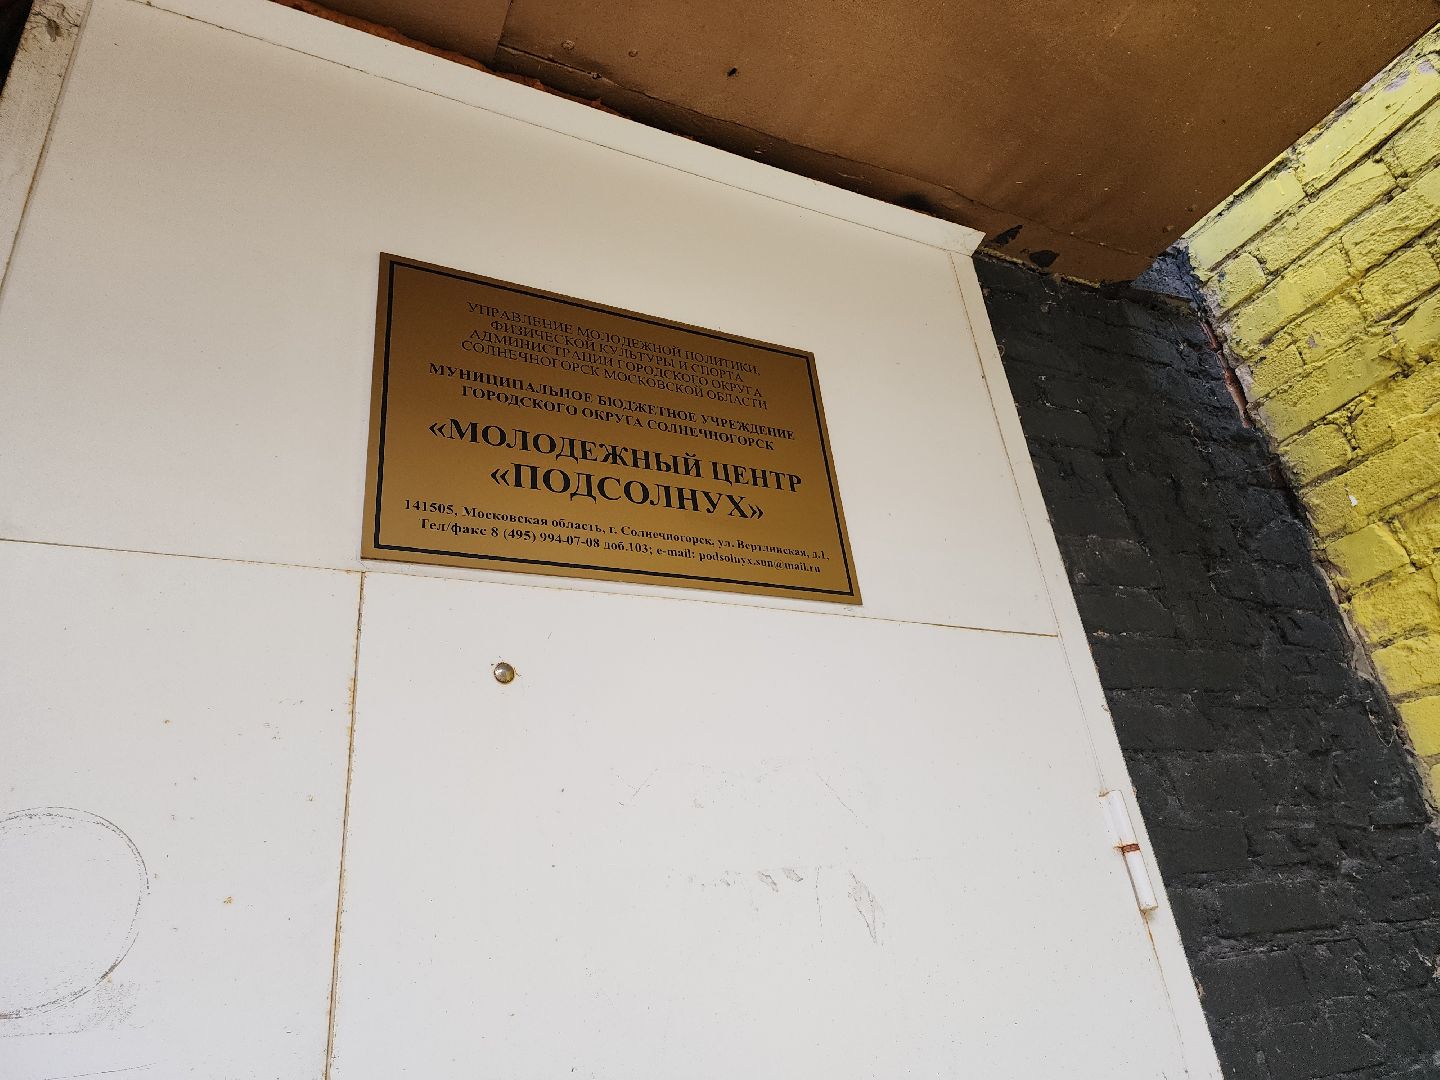 УПРАВЛЕНИЕ МОЛОДЕЖНОЙ ПОЛИТИКИ,
ФИЗИЧЕСКОЙ КУЛЬТУРЫ И СПОРТА
АДМИНИСТРАЦИИ ГОРОДСКОГО ОКРУГА
СОЛНЕЧНОГОРСК МОСКОВСКОЙ ОБЛАСТИ
МУНИЦИПАЛЬНОЕ БЮДЖЕТНОЕ УЧРЕЖДЕНИЕ
ГОРОДСКОГО ОКРУГА СОЛНЕЧНОГОРСК
«МОЛОДЕЖНЫЙ ЦЕНТР
«ПОДСОЛНУХ»
141505, Московская область, г. Солнечногорск, ул. Вертлинская, д.1,
Тел/факс 8 (495) 994-07-08 доб.103; e-mail: podsolnyx.sun@mail.ru